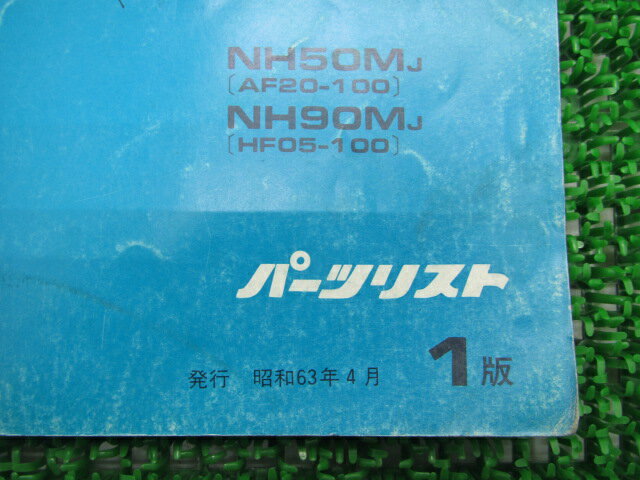 NH50MJ
[AF20-100]
NH90MJ
[HF05-100]
パーツリスト
発行 昭和63年4月 1版